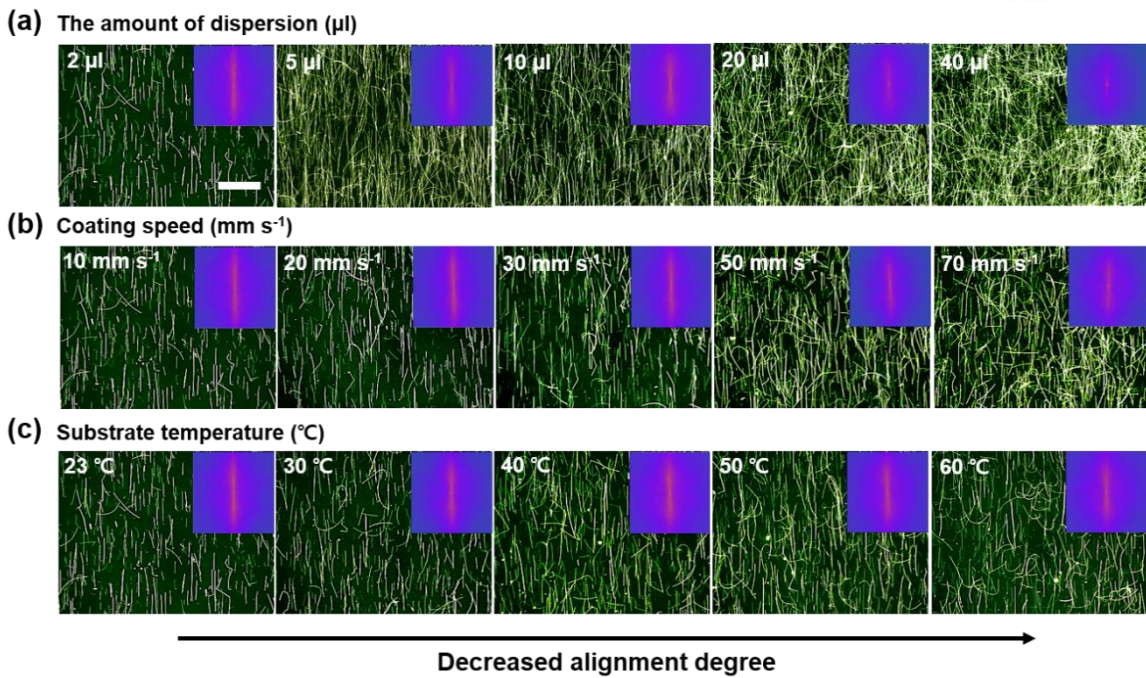 (a) The amount of dispersion (µl)
2 µl 5 µl 10 µl 20 µl 40 µl
(b) Coating speed (mm s⁻¹)
10 mm s⁻¹ 20 mm s⁻¹ 30 mm s⁻¹ 50 mm s⁻¹ 70 mm s⁻¹
(c) Substrate temperature (℃)
23 ℃ 30 ℃ 40 ℃ 50 ℃ 60 ℃
Decreased alignment degree